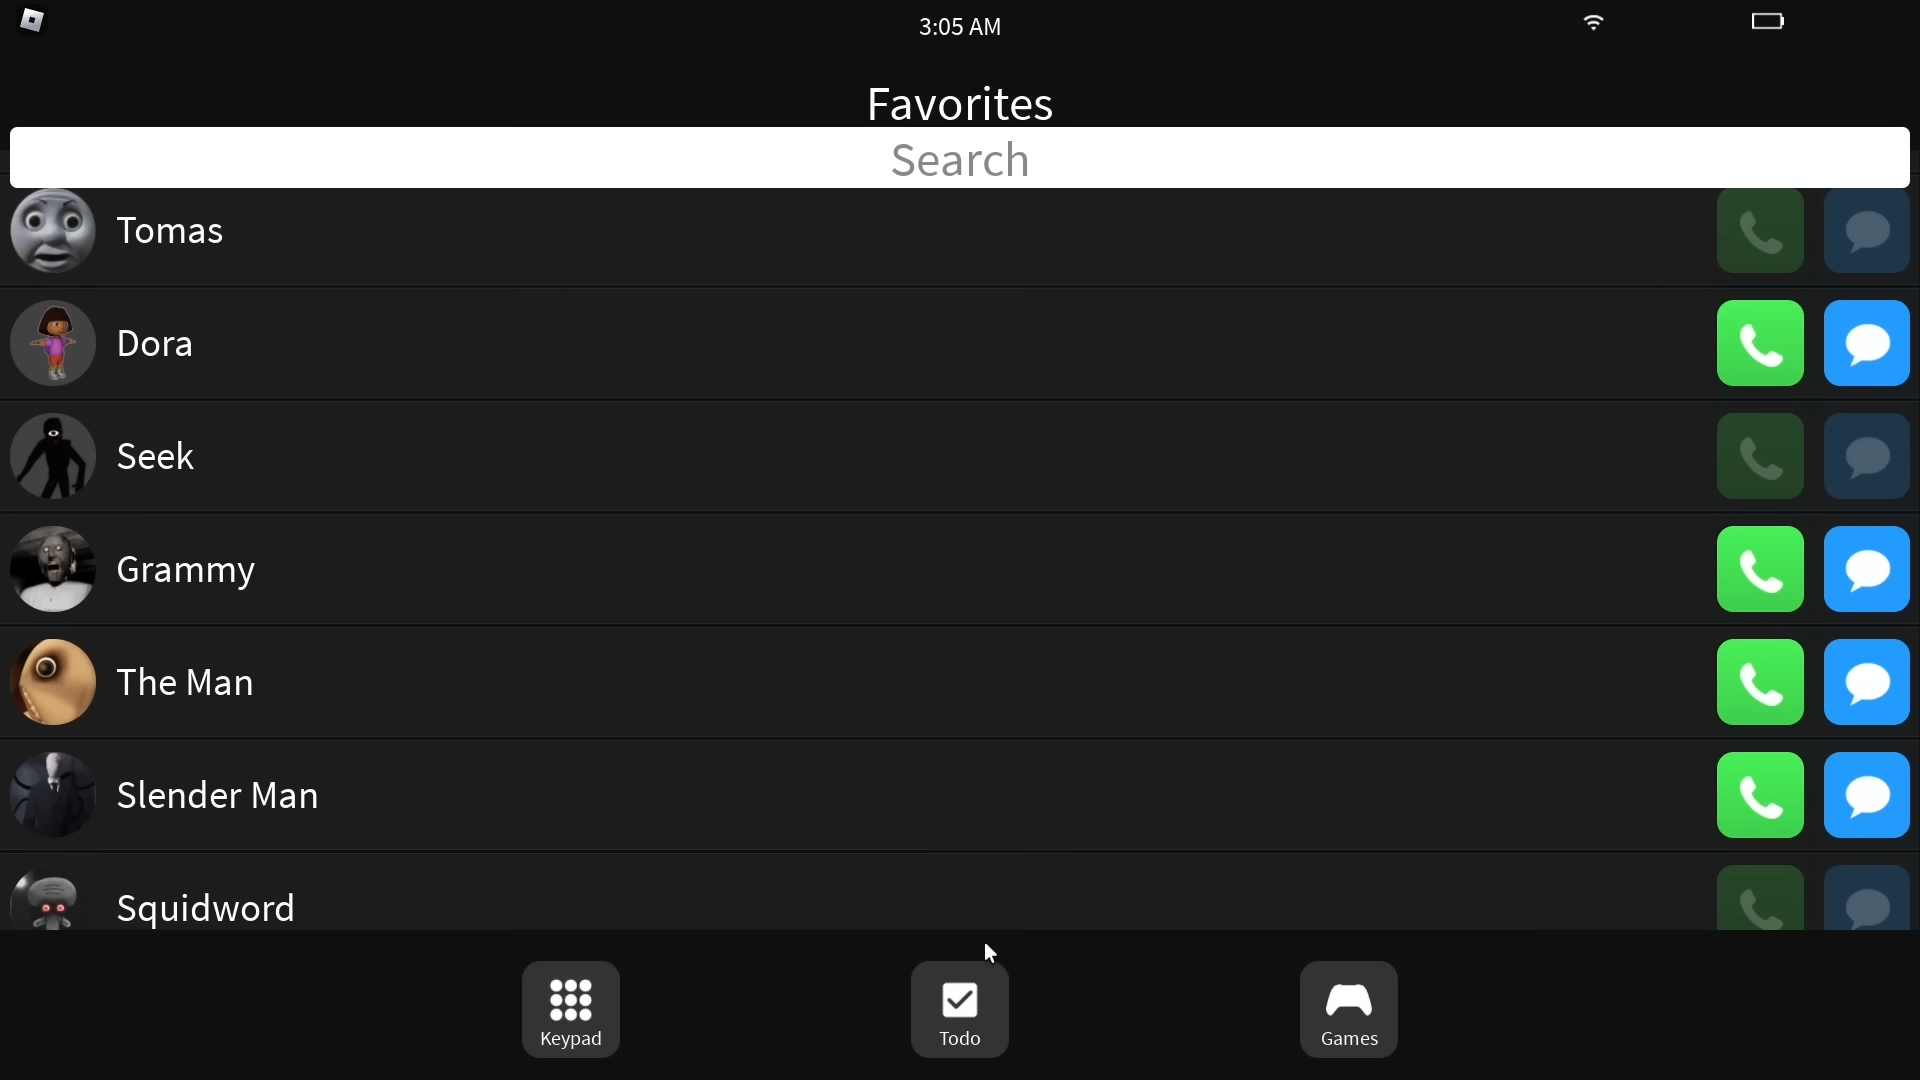 3:05 AM
Favorites
Search
Tomas
Dora
Seek
Grammy
The Man
Slender Man
Squidword
Keypad
Todo
Games